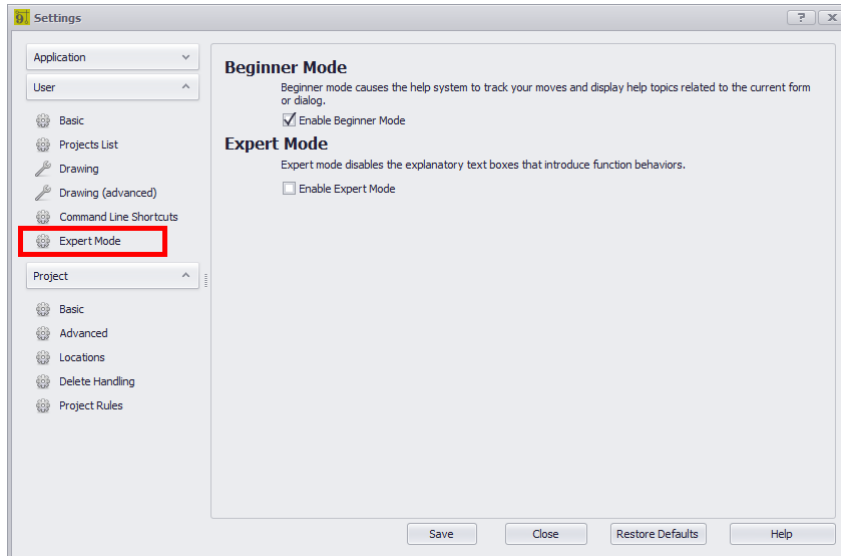 9 Settings
?
X
Application
User
Basic
Projects List
Drawing
Drawing (advanced)
Command Line Shortcuts
Expert Mode
Project
Basic
Advanced
Locations
Delete Handling
Project Rules
Beginner Mode
Beginner mode causes the help system to track your moves and display help topics related to the current form
or dialog.
Enable Beginner Mode
Expert Mode
Expert mode disables the explanatory text boxes that introduce function behaviors.
Enable Expert Mode
Save
Close
Restore Defaults
Help